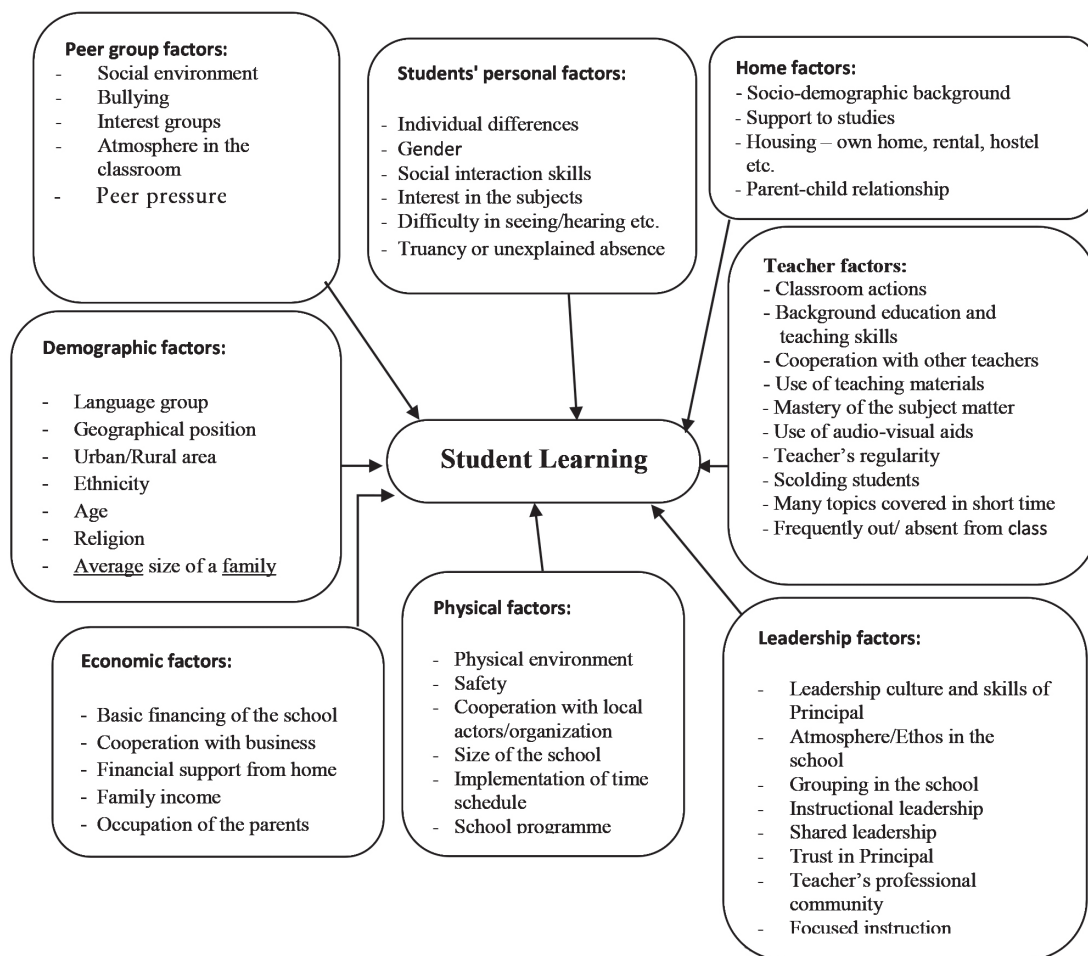 Peer group factors:
- Social environment
- Bullying
- Interest groups
- Atmosphere in the
classroom
- Peer pressure
Students' personal factors:
- Individual differences
- Gender
- Social interaction skills
- Interest in the subjects
- Difficulty in seeing/hearing etc.
- Truancy or unexplained absence
Home factors:
- Socio-demographic background
- Support to studies
- Housing – own home, rental, hostel
etc.
- Parent-child relationship
Demographic factors:
- Language group
- Geographical position
- Urban/Rural area
- Ethnicity
- Age
- Religion
- Average size of a family
Student Learning
Teacher factors:
- Classroom actions
- Background education and
teaching skills
- Cooperation with other teachers
- Use of teaching materials
- Mastery of the subject matter
- Use of audio-visual aids
- Teacher’s regularity
- Scolding students
- Many topics covered in short time
- Frequently out/ absent from class
Economic factors:
- Basic financing of the school
- Cooperation with business
- Financial support from home
- Family income
- Occupation of the parents
Physical factors:
- Physical environment
- Safety
- Cooperation with local
actors/organization
- Size of the school
- Implementation of time
schedule
- School programme
Leadership factors:
- Leadership culture and skills of
Principal
- Atmosphere/Ethos in the
school
- Grouping in the school
- Instructional leadership
- Shared leadership
- Trust in Principal
- Teacher’s professional
community
- Focused instruction